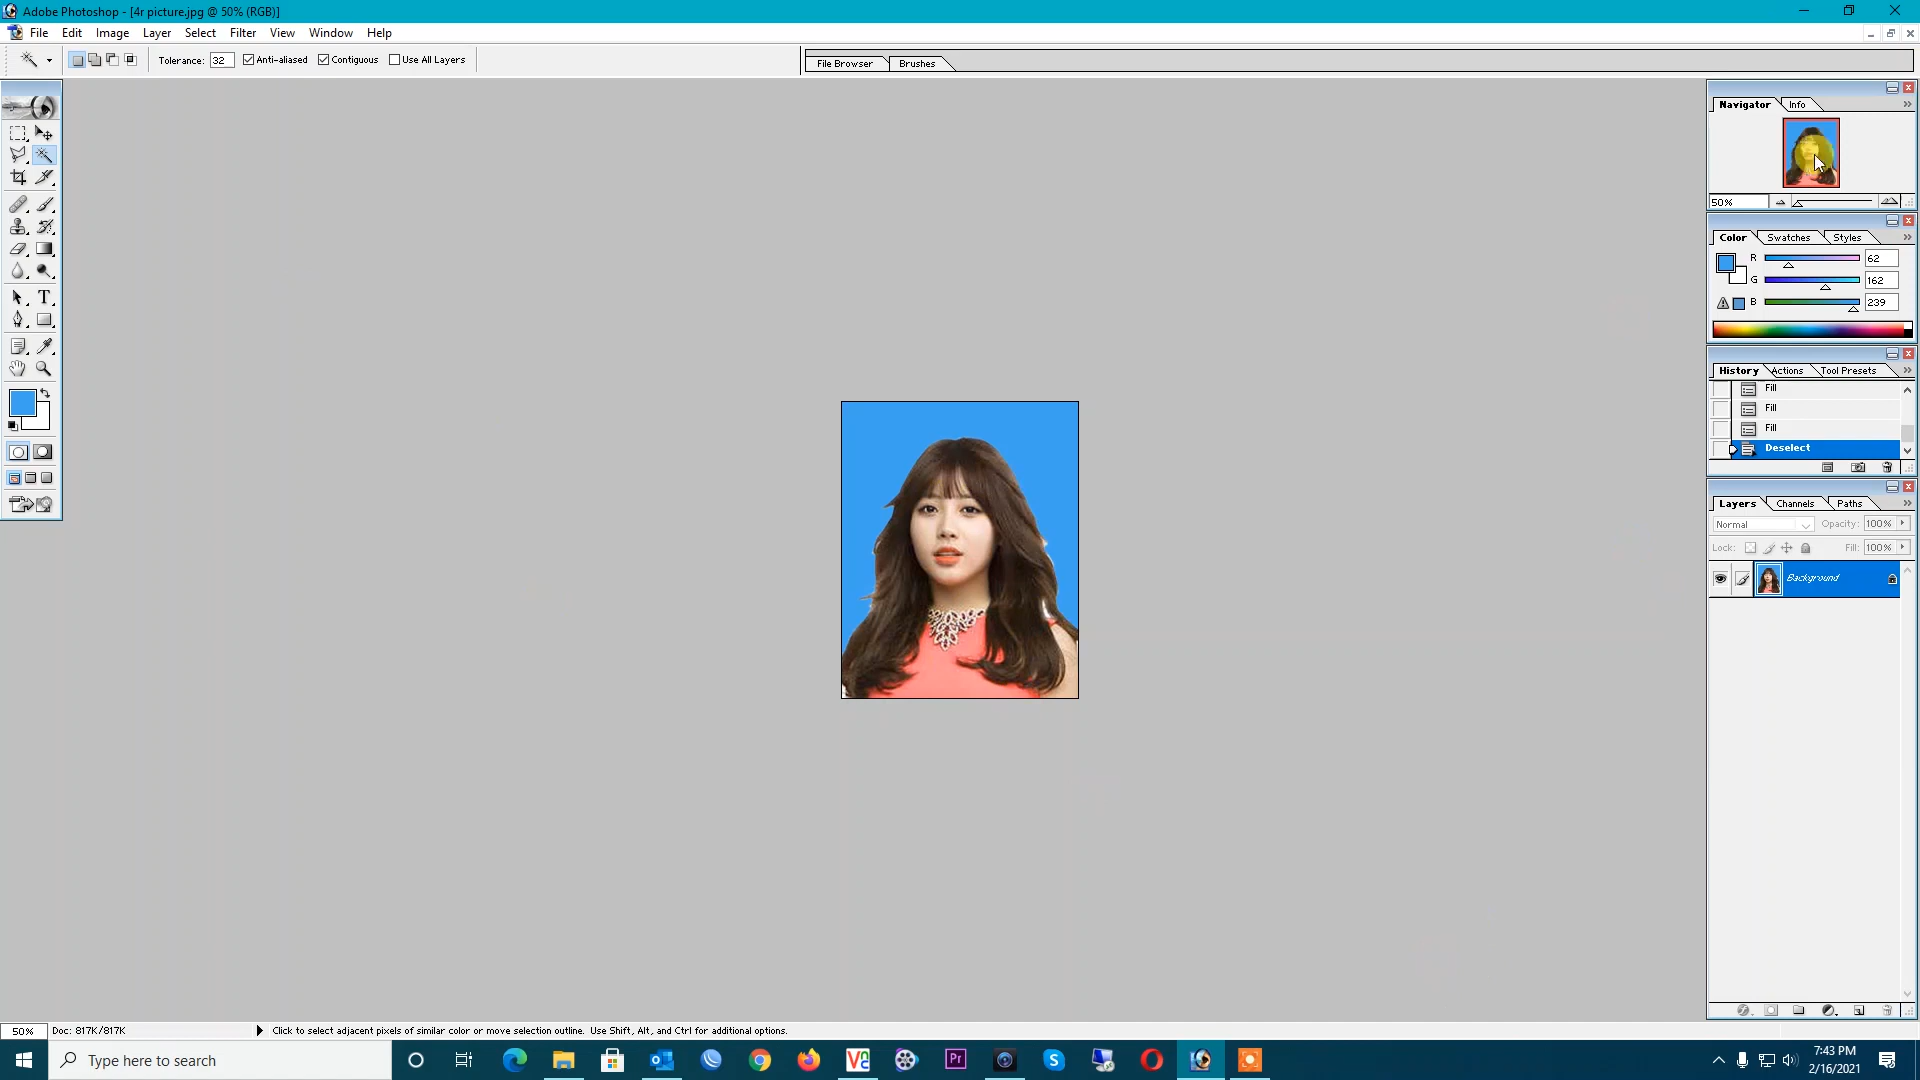 Adobe Photoshop - [4r picture.jpg @ 50% (RGB)]
File Edit Image Layer Select Filter View Window Help
Tolerance: 32 Anti-aliased Contiguous Use All Layers
File Browser Brushes
Navigator Info
50%
Color Swatches Styles
R 62
G 162
B 239
History Actions Tool Presets
Fill
Fill
Fill
Deselect
Layers Channels Paths
Normal Opacity: 100%
Lock: Fill: 100%
Background
50% Doc: 817K/817K Click to select adjacent pixels of similar color or move selection outline. Use Shift, Alt, and Ctrl for additional options.
Type here to search
7:43 PM
2/16/2021